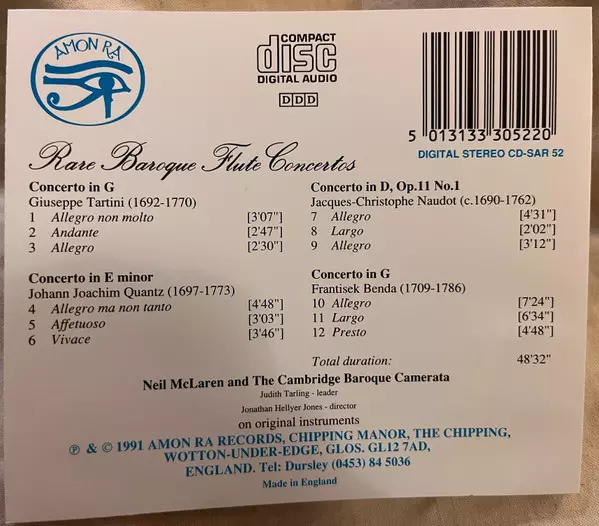 AMON RA
COMPACT
disc
DIGITAL AUDIO
DDD
5 013133 305220
DIGITAL STEREO CD-SAR 52
Rare Baroque Flute Concertos
Concerto in G
Giuseppe Tartini (1692-1770)
1 Allegro non molto [3'07"]
2 Andante [2'47"]
3 Allegro [2'30"]
Concerto in E minor
Johann Joachim Quantz (1697-1773)
4 Allegro ma non tanto [4'48"]
5 Affetuoso [3'03"]
6 Vivace [3'46"]
Concerto in D, Op.11 No.1
Jacques-Christophe Naudot (c.1690-1762)
7 Allegro [4'31"]
8 Largo [2'02"]
9 Allegro [3'12"]
Concerto in G
Frantisek Benda (1709-1786)
10 Allegro [7'24"]
11 Largo [6'34"]
12 Presto [4'48"]
Total duration: 48'32"
Neil McLaren and The Cambridge Baroque Camerata
Judith Tarling - leader
Jonathan Hellyer Jones - director
on original instruments
℗ & © 1991 AMON RA RECORDS, CHIPPING MANOR, THE CHIPPING,
WOTTON-UNDER-EDGE, GLOS. GL12 7AD,
ENGLAND. Tel: Dursley (0453) 84 5036
Made in England